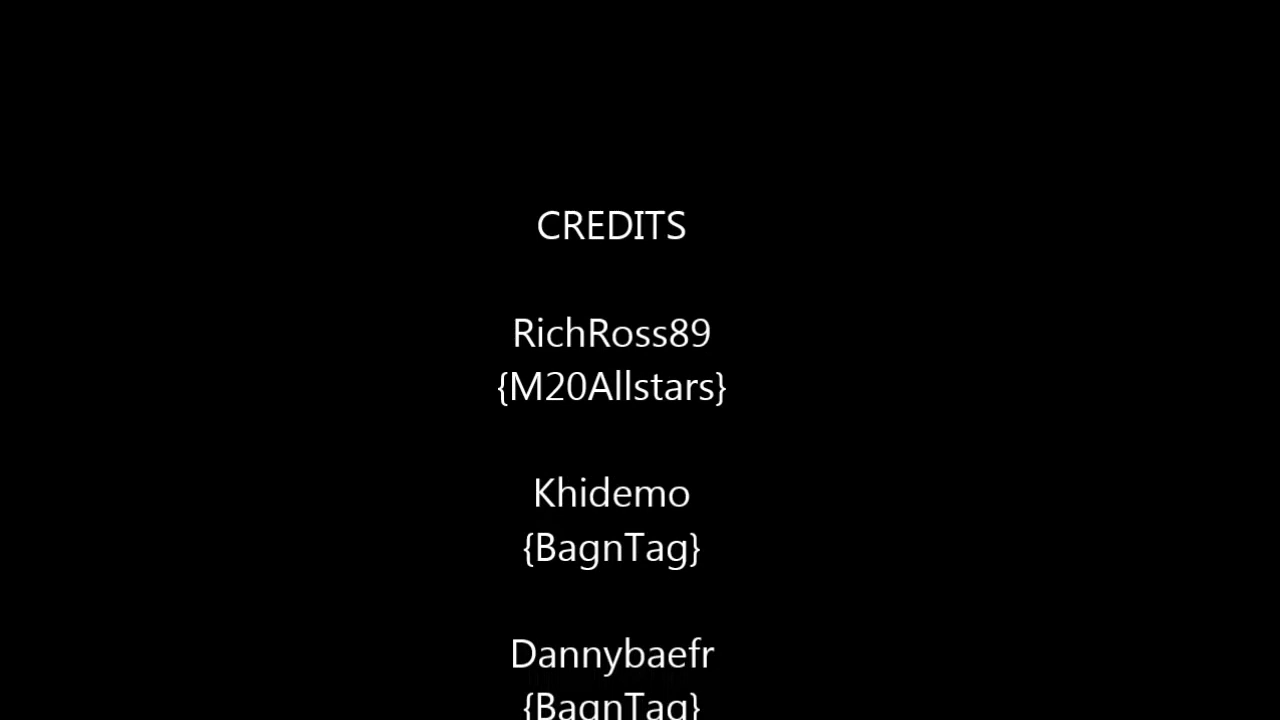 CREDITS
RichRoss89
{M20Allstars}
Khidemo
{BagnTag}
Dannybaefr
{BagnTag}